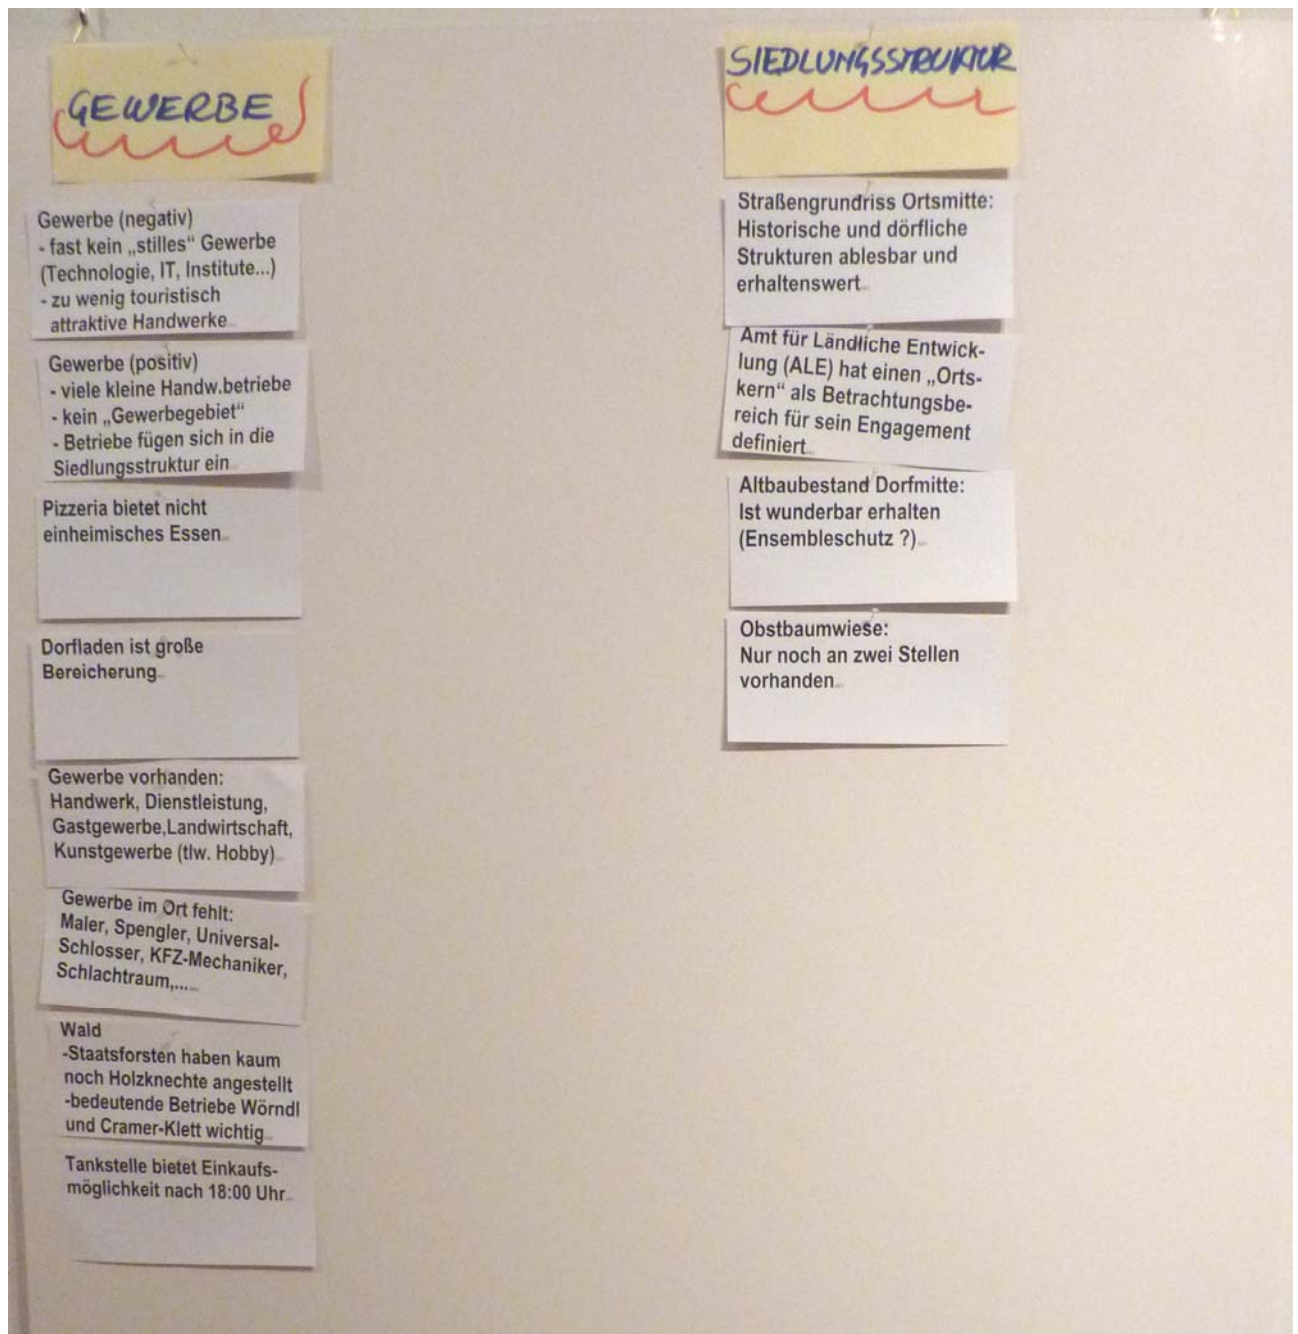 GEWERBE
Gewerbe (negativ)
- fast kein „stilles“ Gewerbe
(Technologie, IT, Institute...)
- zu wenig touristisch
attraktive Handwerke
Gewerbe (positiv)
- viele kleine Handw.betriebe
- kein „Gewerbegebiet“
- Betriebe fügen sich in die
Siedlungsstruktur ein
Pizzeria bietet nicht
einheimisches Essen
Dorfladen ist große
Bereicherung
Gewerbe vorhanden:
Handwerk, Dienstleistung,
Gastgewerbe,Landwirtschaft,
Kunstgewerbe (tlw. Hobby)
Gewerbe im Ort fehlt:
Maler, Spengler, Universal-
Schlosser, KFZ-Mechaniker,
Schlachtraum,...
Wald
-Staatsforsten haben kaum
noch Holzknechte angestellt
-bedeutende Betriebe Wörndl
und Cramer-Klett wichtig
Tankstelle bietet Einkaufs-
möglichkeit nach 18:00 Uhr
SIEDLUNGSSTRUKTUR
Straßengrundriss Ortsmitte:
Historische und dörfliche
Strukturen ablesbar und
erhaltenswert
Amt für Ländliche Entwick-
lung (ALE) hat einen „Orts-
kern“ als Betrachtungsbe-
reich für sein Engagement
definiert
Altbaubestand Dorfmitte:
Ist wunderbar erhalten
(Ensembleschutz ?)
Obstbaumwiese:
Nur noch an zwei Stellen
vorhanden